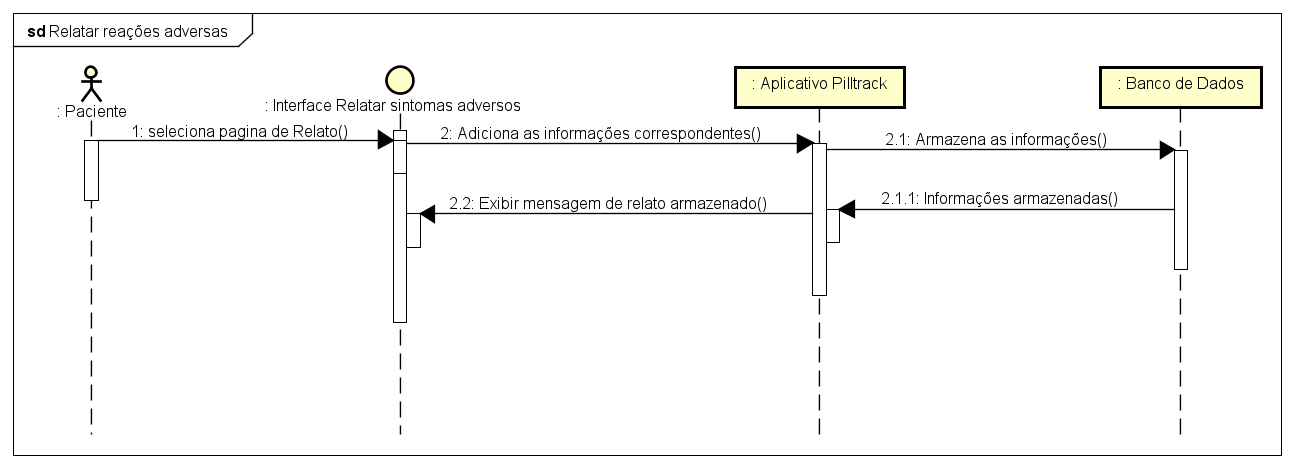 sd Relatar reações adversas
: Paciente
: Interface Relatar sintomas adversos
: Aplicativo Pilltrack
: Banco de Dados
1: seleciona pagina de Relato()
2: Adiciona as informações correspondentes()
2.1: Armazena as informações()
2.2: Exibir mensagem de relato armazenado()
2.1.1: Informações armazenadas()